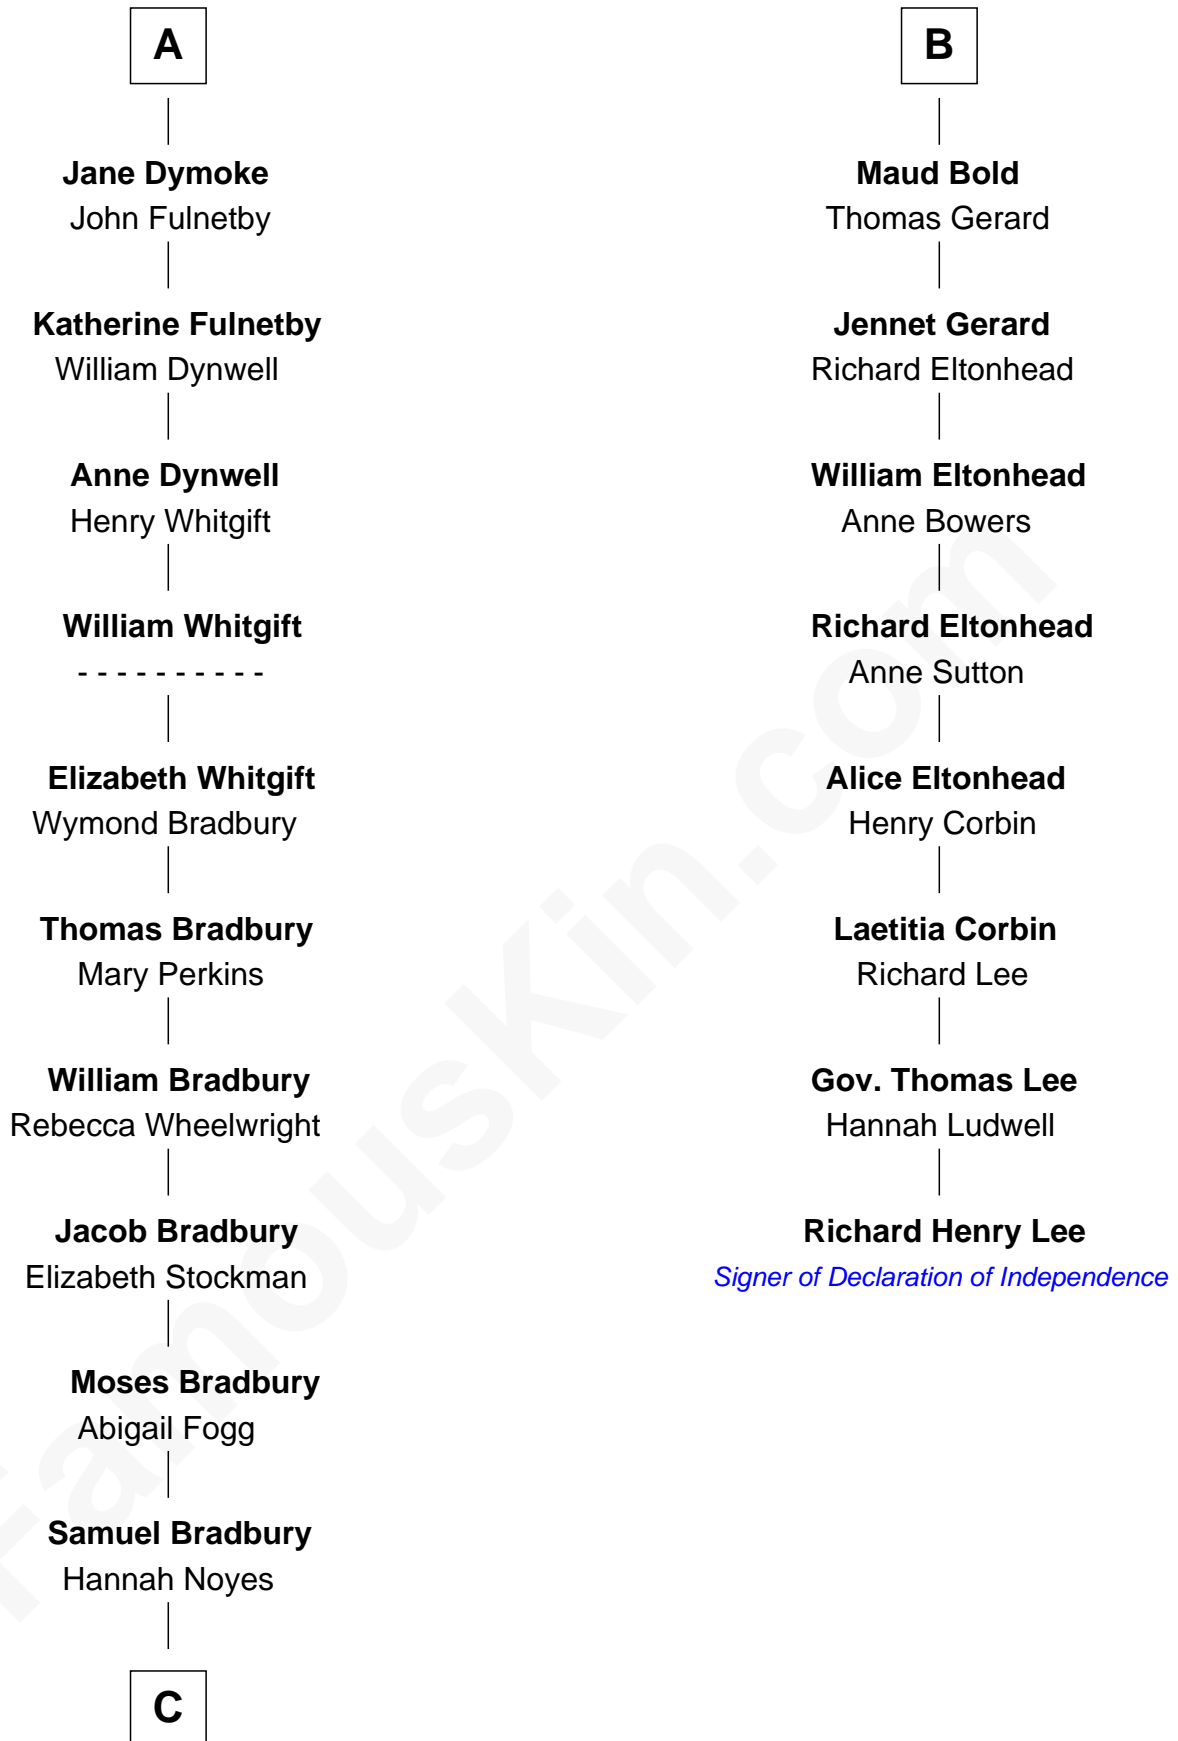 A
Jane Dymoke
John Fulnetby
Katherine Fulnetby
William Dynwell
Anne Dynwell
Henry Whitgift
William Whitgift
- - - - - - - - - -
Elizabeth Whitgift
Wymond Bradbury
Thomas Bradbury
Mary Perkins
William Bradbury
Rebecca Wheelwright
Jacob Bradbury
Elizabeth Stockman
Moses Bradbury
Abigail Fogg
Samuel Bradbury
Hannah Noyes
C
B
Maud Bold
Thomas Gerard
Jennet Gerard
Richard Eltonhead
William Eltonhead
Anne Bowers
Richard Eltonhead
Anne Sutton
Alice Eltonhead
Henry Corbin
Laetitia Corbin
Richard Lee
Gov. Thomas Lee
Hannah Ludwell
Richard Henry Lee
Signer of Declaration of Independence
FamousKin.com